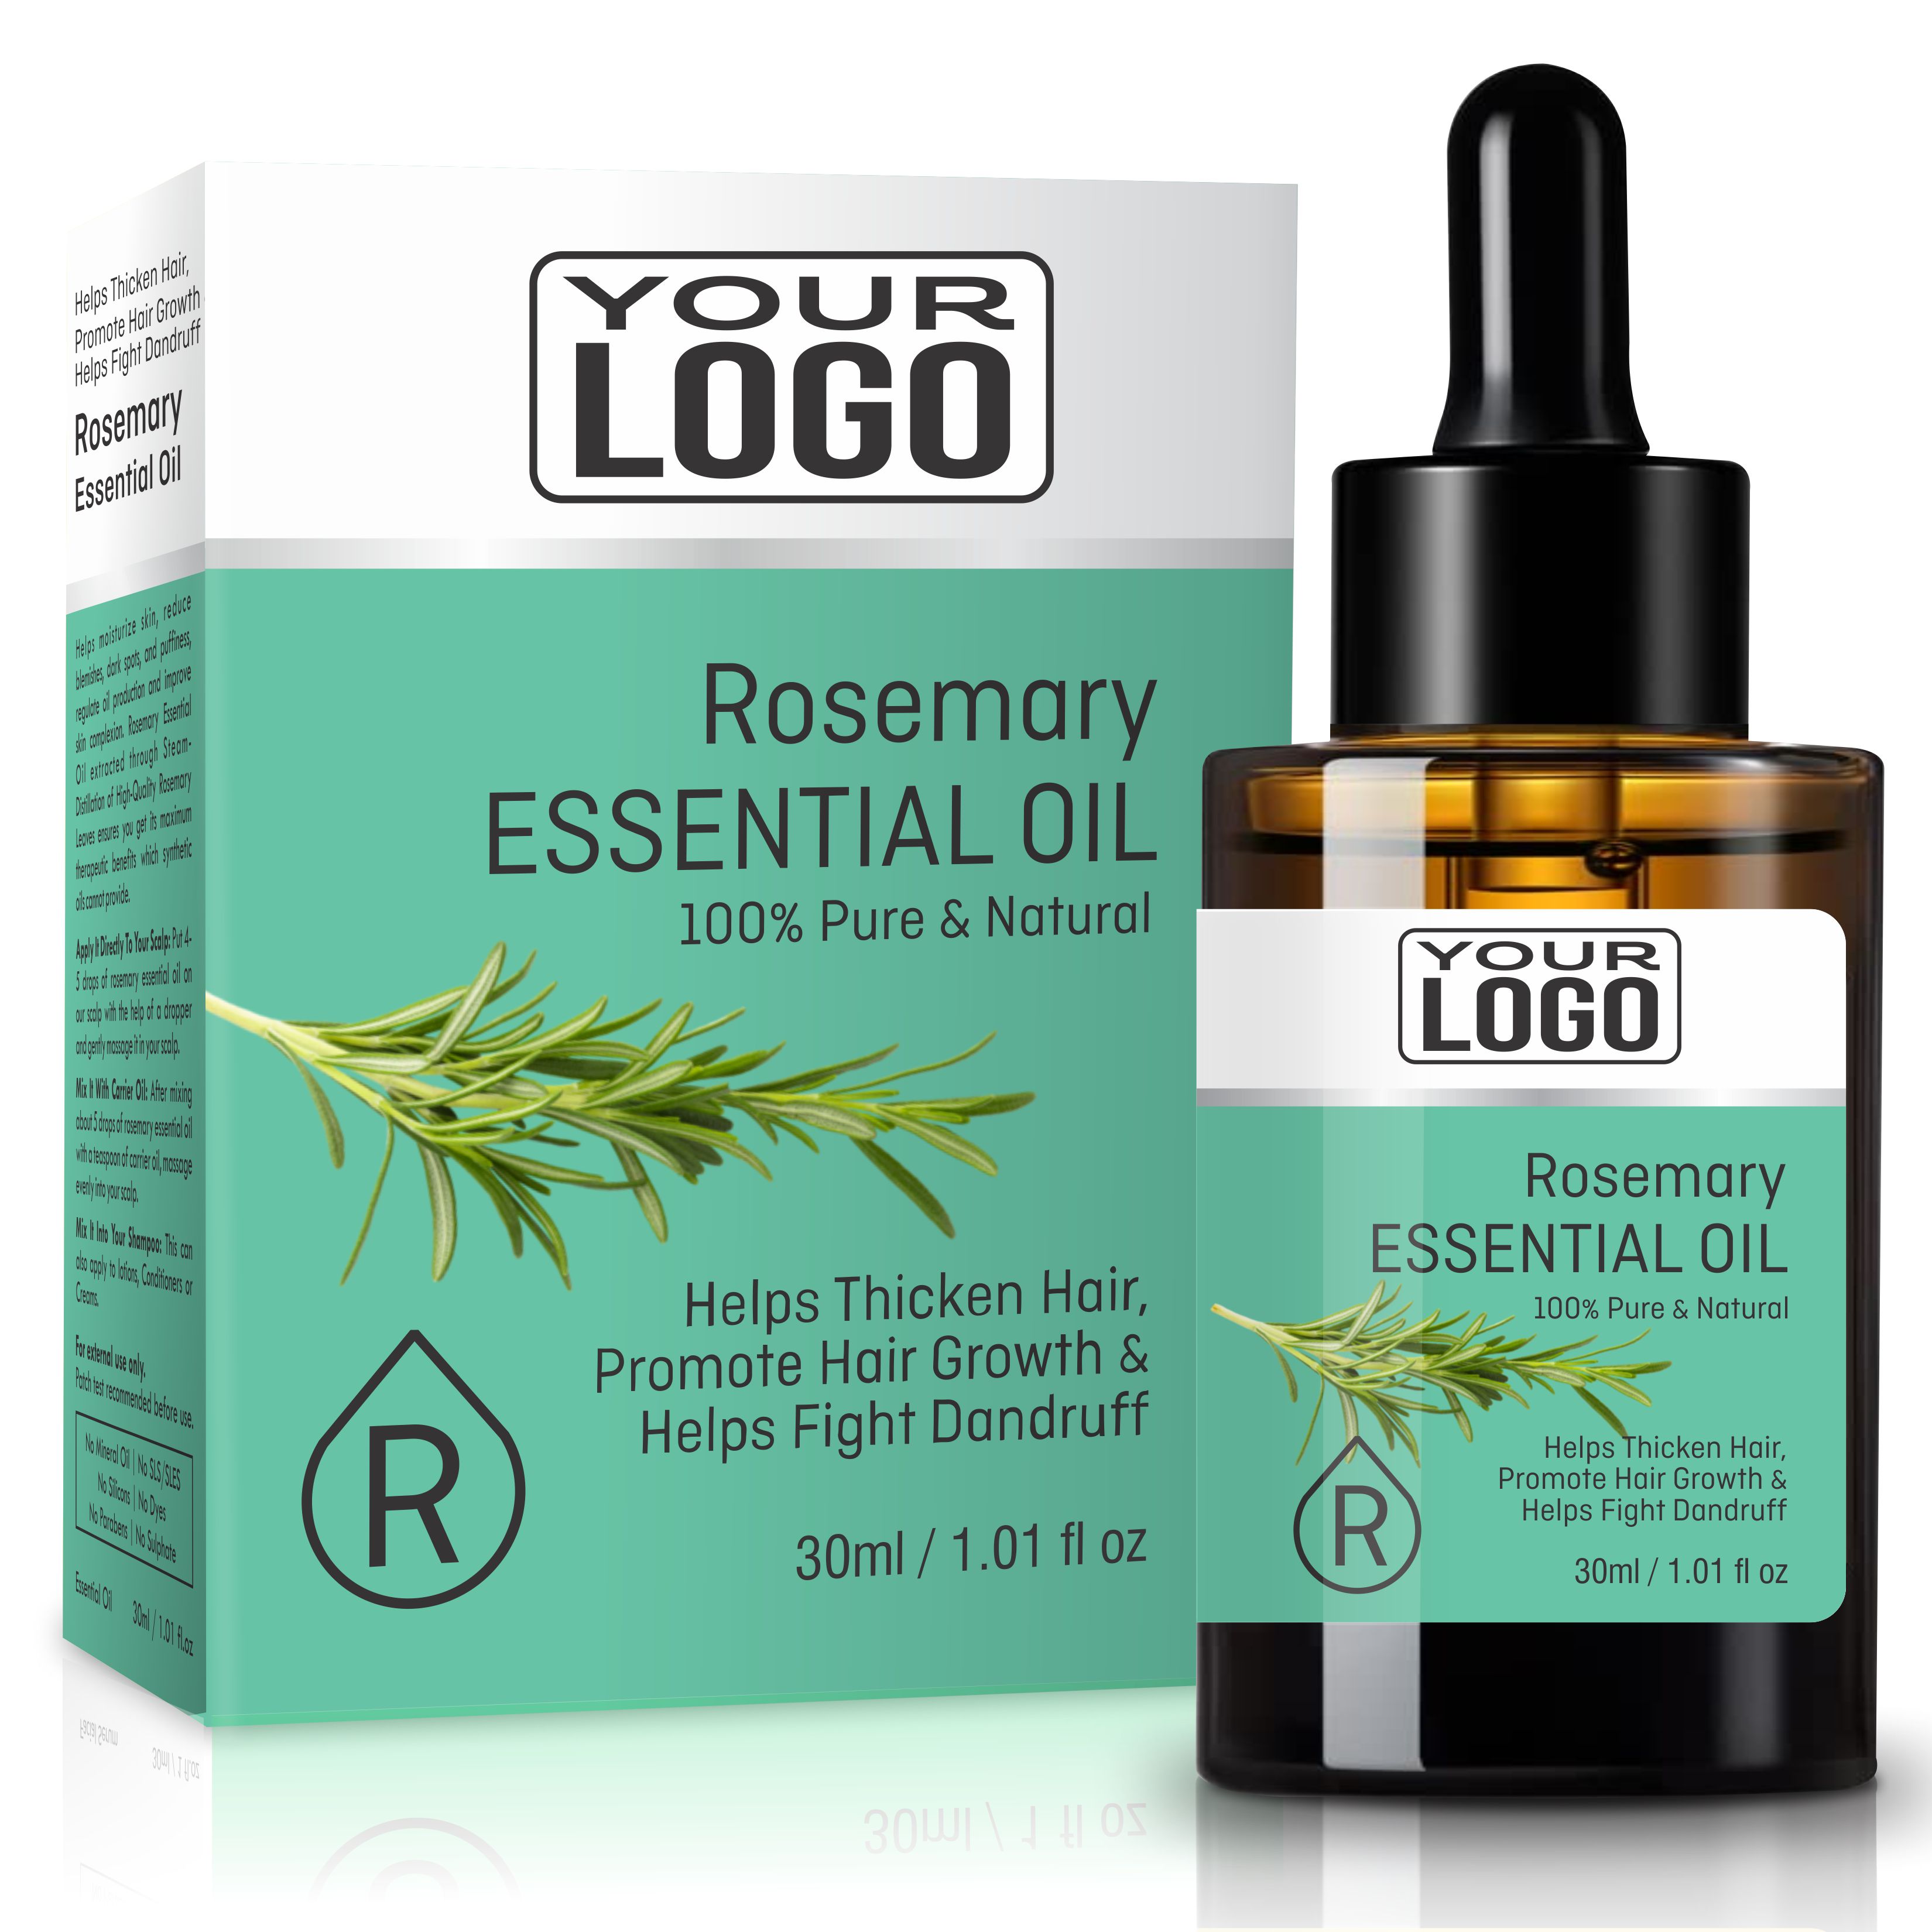 Helps Thicken Hair,
Promote Hair Growth
Helps Fight Dandruff
Rosemary
Essential Oil
Helps moisturize skin, reduce
blemishes, dark spots, and puffiness,
regulate oil production and improve
skin complexion. Rosemary Essential
Oil extracted through Steam-
Distillation of High-Quality Rosemary
Leaves ensures you get its maximum
therapeutic benefits which synthetic
oils cannot provide.
Apply It Directly To Your Scalp: Put 4-
5 drops of rosemary essential oil on
our scalp with the help of a dropper
and gently massage it in your scalp.
Mix It With Carrier Oil: After mixing
about 5 drops of rosemary essential oil
with a teaspoon of carrier oil, massage
evenly into your scalp.
Mix It Into Your Shampoo: This can
also apply to lotions, Conditioners or
Creams.
For external use only.
Patch test recommended before use.
No Mineral Oil | No SLS/SLES
No Silicons | No Dyes
No Parabens | No Sulphate
Essential Oil 30ml / 1.01 fl.oz
YOUR
LOGO
Rosemary
ESSENTIAL OIL
100% Pure & Natural
Helps Thicken Hair,
Promote Hair Growth &
Helps Fight Dandruff
R
30ml / 1.01 fl oz
YOUR
LOGO
Rosemary
ESSENTIAL OIL
100% Pure & Natural
Helps Thicken Hair,
Promote Hair Growth &
Helps Fight Dandruff
R
30ml / 1.01 fl oz
Facial Serum 30ml / 1 fl.oz
30ml / 1 fl oz